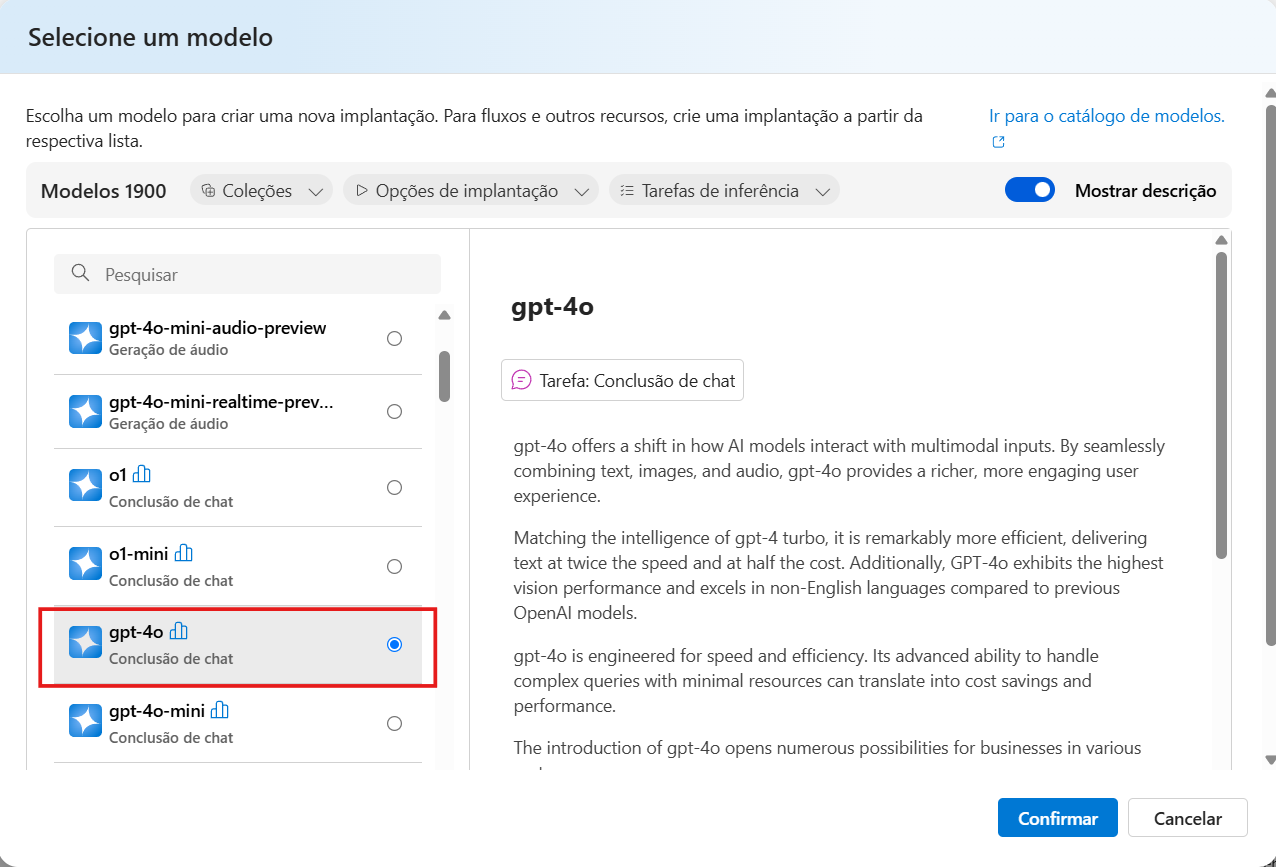 Selecione um modelo
Escolha um modelo para criar uma nova implantação. Para fluxos e outros recursos, crie uma implantação a partir da
respectiva lista.
Ir para o catálogo de modelos.
Modelos 1900
Coleções
Opções de implantação
Tarefas de inferência
Mostrar descrição
Pesquisar
gpt-4o-mini-audio-preview
Geração de áudio
gpt-4o-mini-realtime-prev...
Geração de áudio
o1
Conclusão de chat
o1-mini
Conclusão de chat
gpt-4o
Conclusão de chat
gpt-4o-mini
Conclusão de chat
gpt-4o
Tarefa: Conclusão de chat
gpt-4o offers a shift in how AI models interact with multimodal inputs. By seamlessly
combining text, images, and audio, gpt-4o provides a richer, more engaging user
experience.
Matching the intelligence of gpt-4 turbo, it is remarkably more efficient, delivering
text at twice the speed and at half the cost. Additionally, GPT-4o exhibits the highest
vision performance and excels in non-English languages compared to previous
OpenAI models.
gpt-4o is engineered for speed and efficiency. Its advanced ability to handle
complex queries with minimal resources can translate into cost savings and
performance.
The introduction of gpt-4o opens numerous possibilities for businesses in various
Confirmar
Cancelar